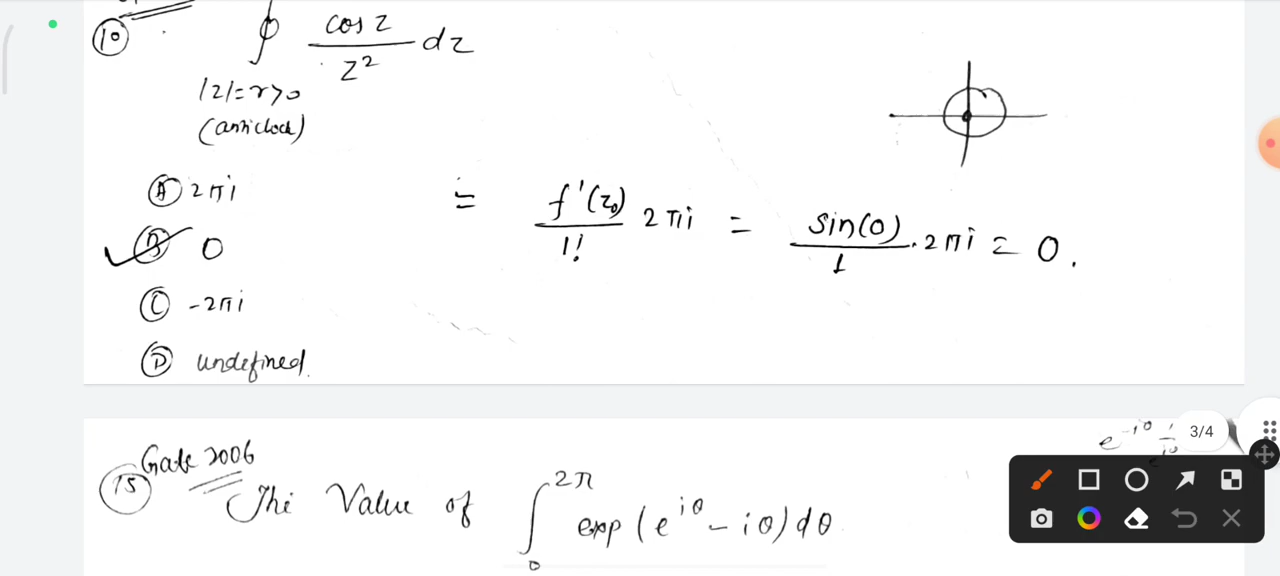 ⑩ ∮ cos z / z² dz
|z|=r>0
(anticlock)
Ⓐ 2πi
Ⓑ 0
Ⓒ -2πi
Ⓓ undefined.
= f'(z₀)/1! 2πi = sin(0)/1 . 2πi = 0.
Gate 2006
⑮ The Value of ∫₀^2π exp(e^iθ - iθ)dθ
3/4